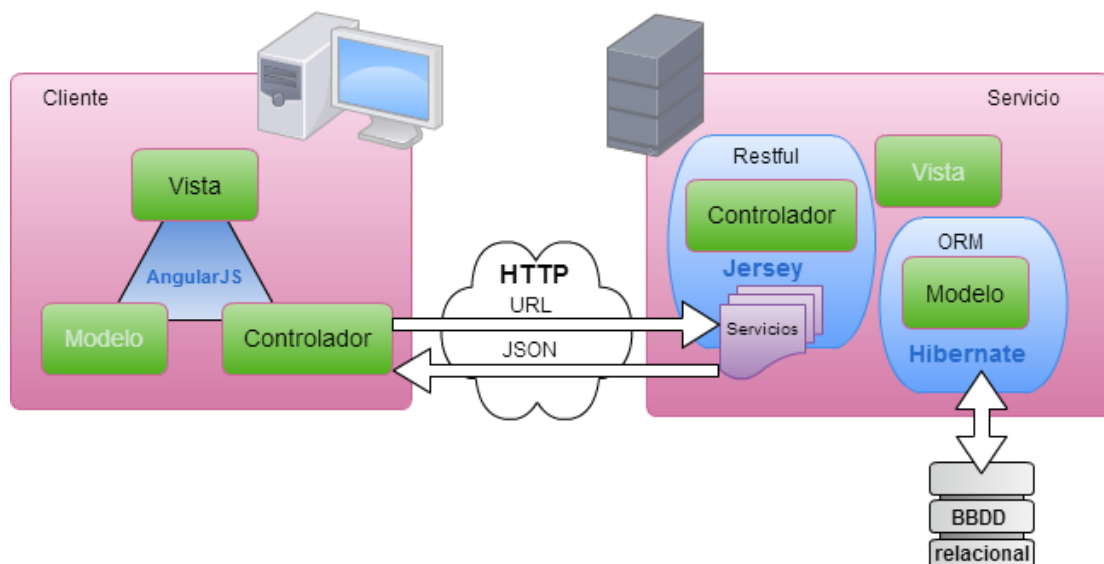 Cliente
Vista
AngularJS
Modelo
Controlador
HTTP
URL
JSON
Servicio
Restful
Controlador
Jersey
Servicios
Vista
ORM
Modelo
Hibernate
BBDD
relacional